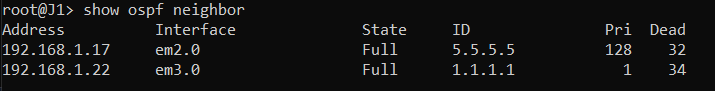 root@J1> show ospf neighbor
Address          Interface              State     ID               Pri  Dead
192.168.1.17     em2.0                  Full      5.5.5.5          128    32
192.168.1.22     em3.0                  Full      1.1.1.1            1    34